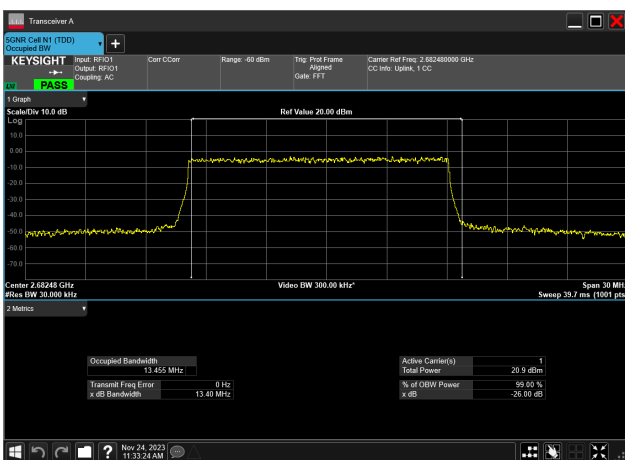 Transceiver A
5GNR Cell N1 (TDD)
Occupied BW
KEYSIGHT
Input: RFIO1
Output: RFIO1
Coupling: AC
Corr CCorr
Range: -60 dBm
Trig: Prot Frame
Aligned
Gate: FFT
Carrier Ref Freq: 2.682480000 GHz
CC Info: Uplink, 1 CC
PASS
1 Graph
Scale/Div 10.0 dB
Ref Value 20.00 dBm
Log
10.0
0.00
-10.0
-20.0
-30.0
-40.0
-50.0
-60.0
-70.0
Center 2.68248 GHz
#Res BW 30.000 kHz
Video BW 300.00 kHz*
Span 30 MH
Sweep 39.7 ms (1001 pts
2 Metrics
Occupied Bandwidth
13.455 MHz
Transmit Freq Error 0 Hz
x dB Bandwidth 13.40 MHz
Active Carrier(s) 1
Total Power 20.9 dBm
% of OBW Power 99.00 %
x dB -26.00 dB
Nov 24, 2023
11:33:24 AM